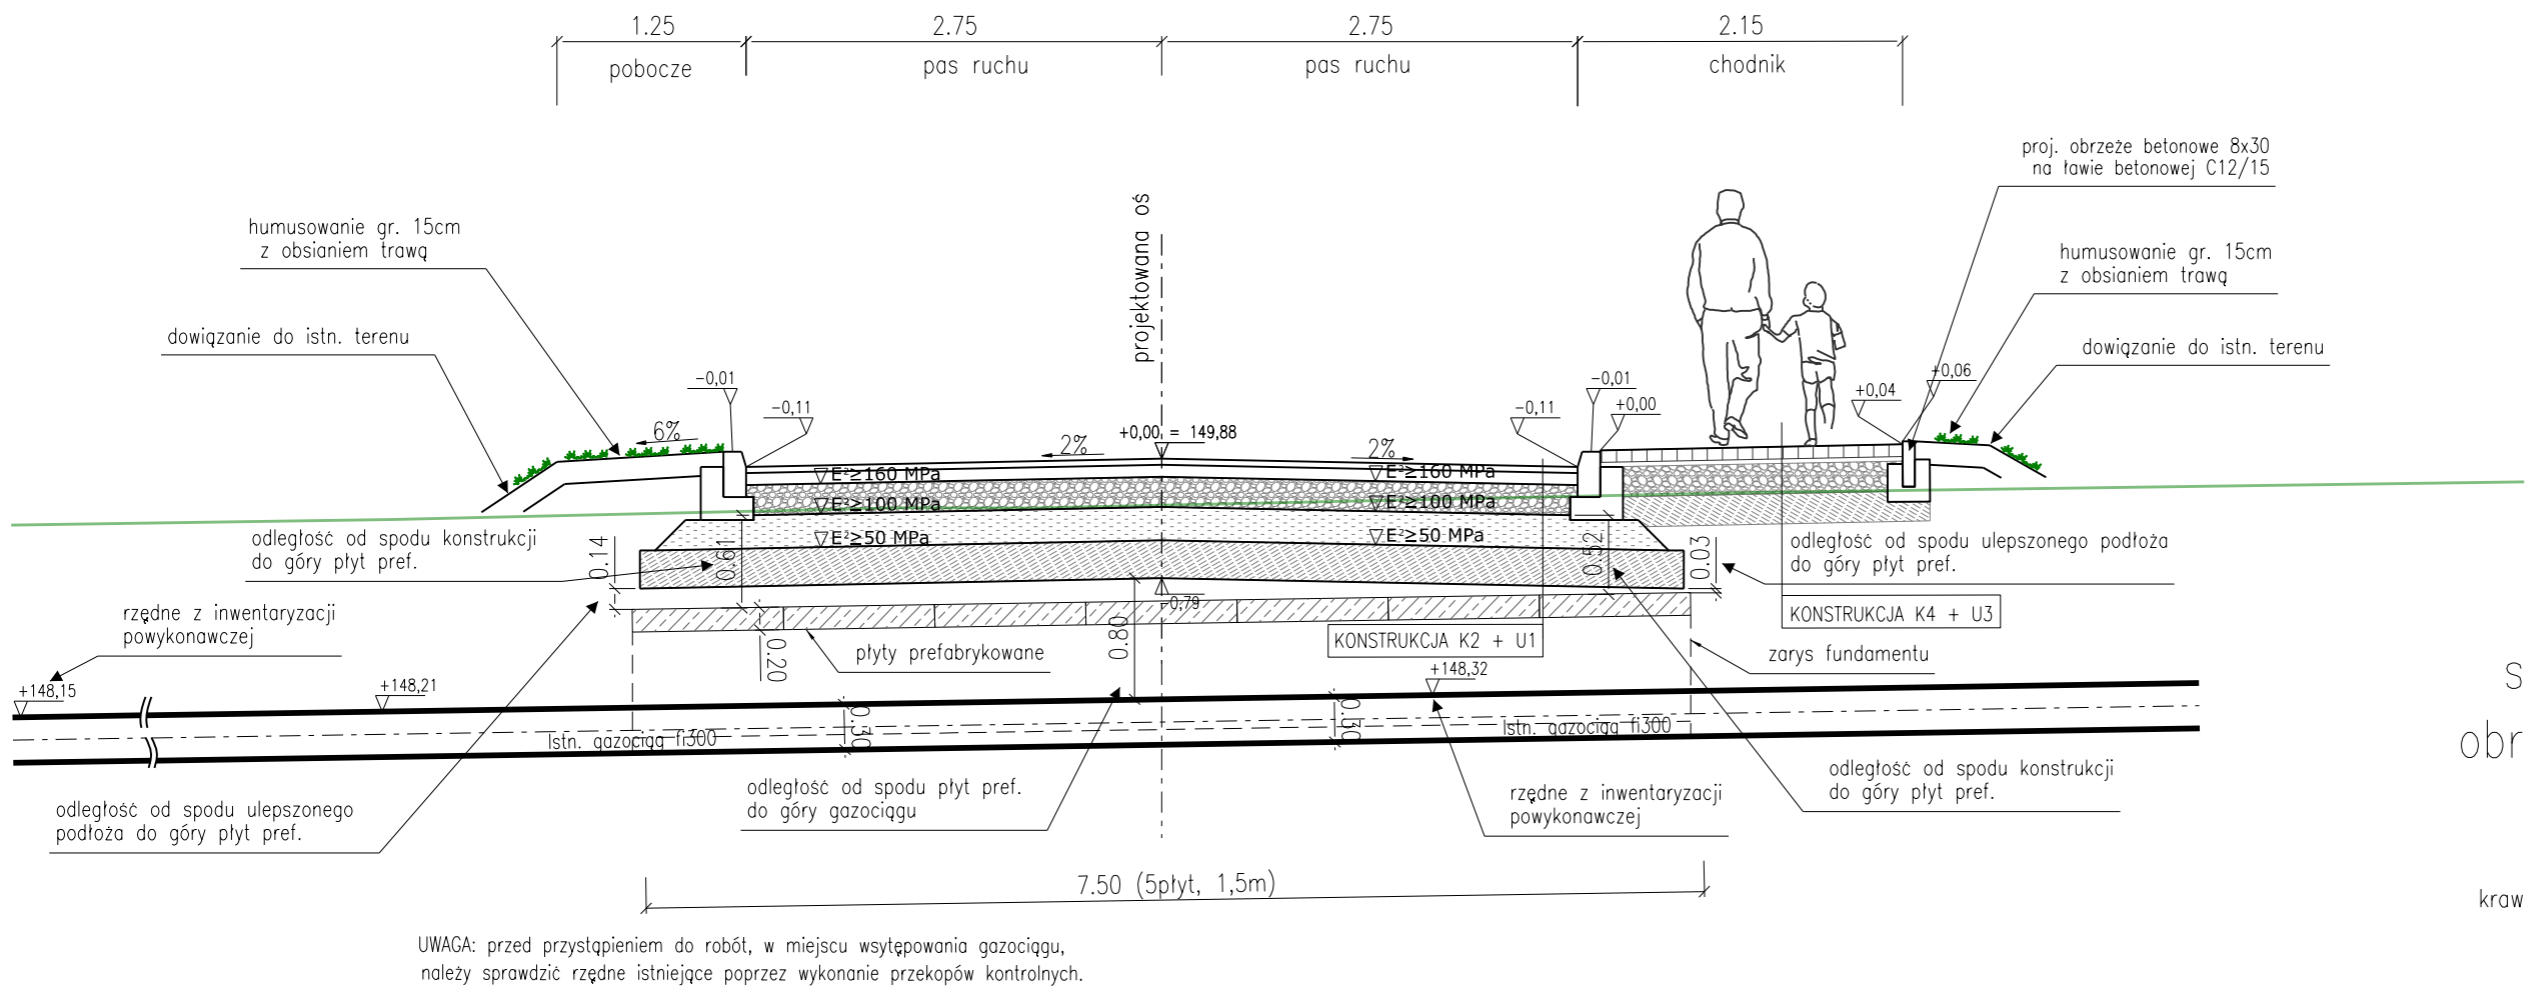 1.25
2.75
2.75
2.15
pobocze
pas ruchu
pas ruchu
chodnik
proj. obrzeże betonowe 8x30
na ławie betonowej C12/15
projektowana oś
humusowanie gr. 15cm
z obsianiem trawą
humusowanie gr. 15cm
z obsianiem trawą
dowiązanie do istn. terenu
dowiązanie do istn. terenu
-0,01
-0,11
-0,11
-0,01
+0,00
+0,04
+0,06
6%
2%
+0,00 = 149,88
2%
E²≥160 MPa
E²≥160 MPa
E²≥100 MPa
E²≥100 MPa
E²≥50 MPa
E²≥50 MPa
odległość od spodu konstrukcji
do góry płyt pref.
0.14
0.61
0.52
0.03
odległość od spodu ulepszonego podłoża
do góry płyt pref.
-0,79
rzędne z inwentaryzacji
powykonawczej
KONSTRUKCJA K4 + U3
KONSTRUKCJA K2 + U1
0.20
płyty prefabrykowane
0.80
zarys fundamentu
+148,15
+148,21
+148,32
S
Istn. gazociąg fi300
0.30
0.30
Istn. gazociąg fi300
obr
odległość od spodu ulepszonego
podłoża do góry płyt pref.
odległość od spodu płyt pref.
do góry gazociągu
rzędne z inwentaryzacji
powykonawczej
odległość od spodu konstrukcji
do góry płyt pref.
7.50 (5płyt, 1,5m)
kraw
UWAGA: przed przystąpieniem do robót, w miejscu wsytępowania gazociągu,
należy sprawdzić rzędne istniejące poprzez wykonanie przekopów kontrolnych.